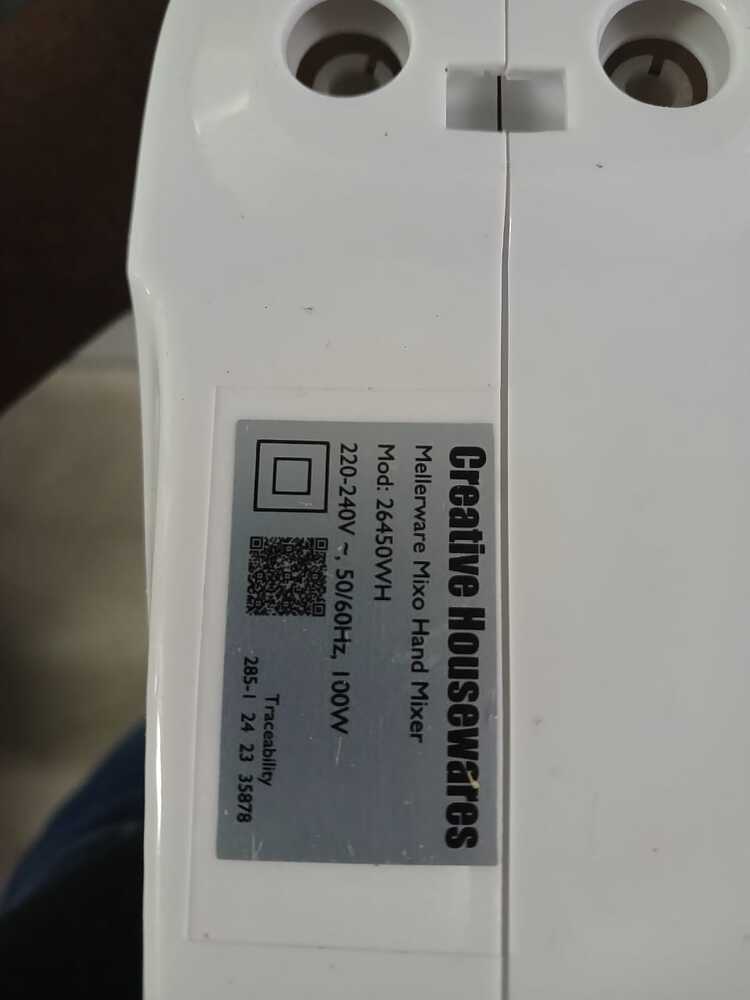 Creative Housewares
Mellerware Mixo Hand Mixer
Mod: 26450WH
220-240V ~, 50/60Hz, 100W
Traceability
285-1 24 23 35878